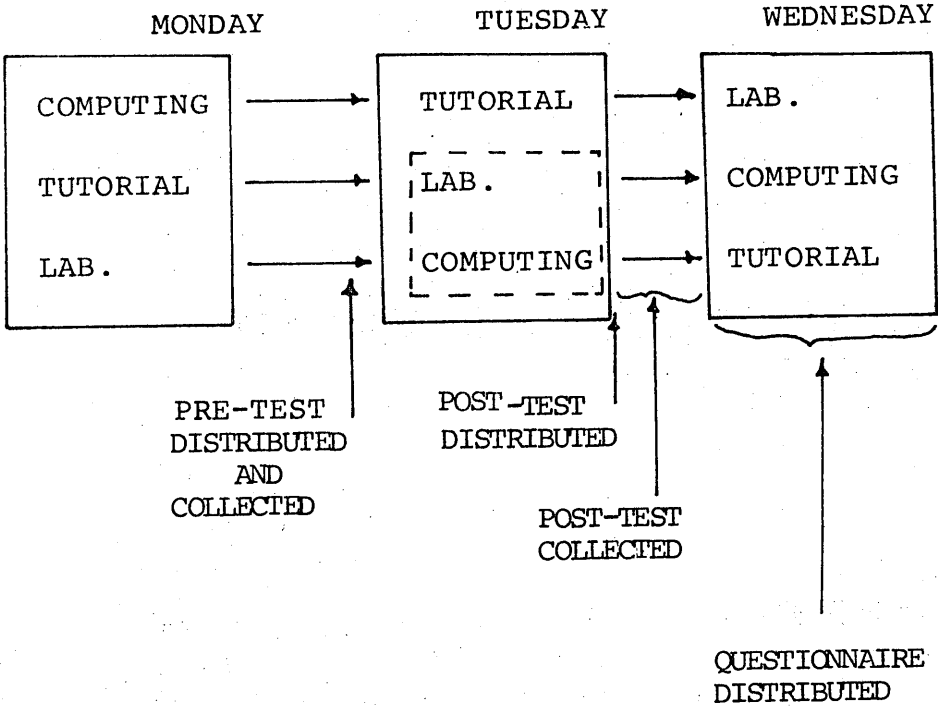 MONDAY
TUESDAY
WEDNESDAY
COMPUTING
TUTORIAL
LAB.
TUTORIAL
LAB.
COMPUTING
LAB.
COMPUTING
TUTORIAL
PRE-TEST
DISTRIBUTED
AND
COLLECTED
POST-TEST
DISTRIBUTED
POST-TEST
COLLECTED
QUESTIONNAIRE
DISTRIBUTED